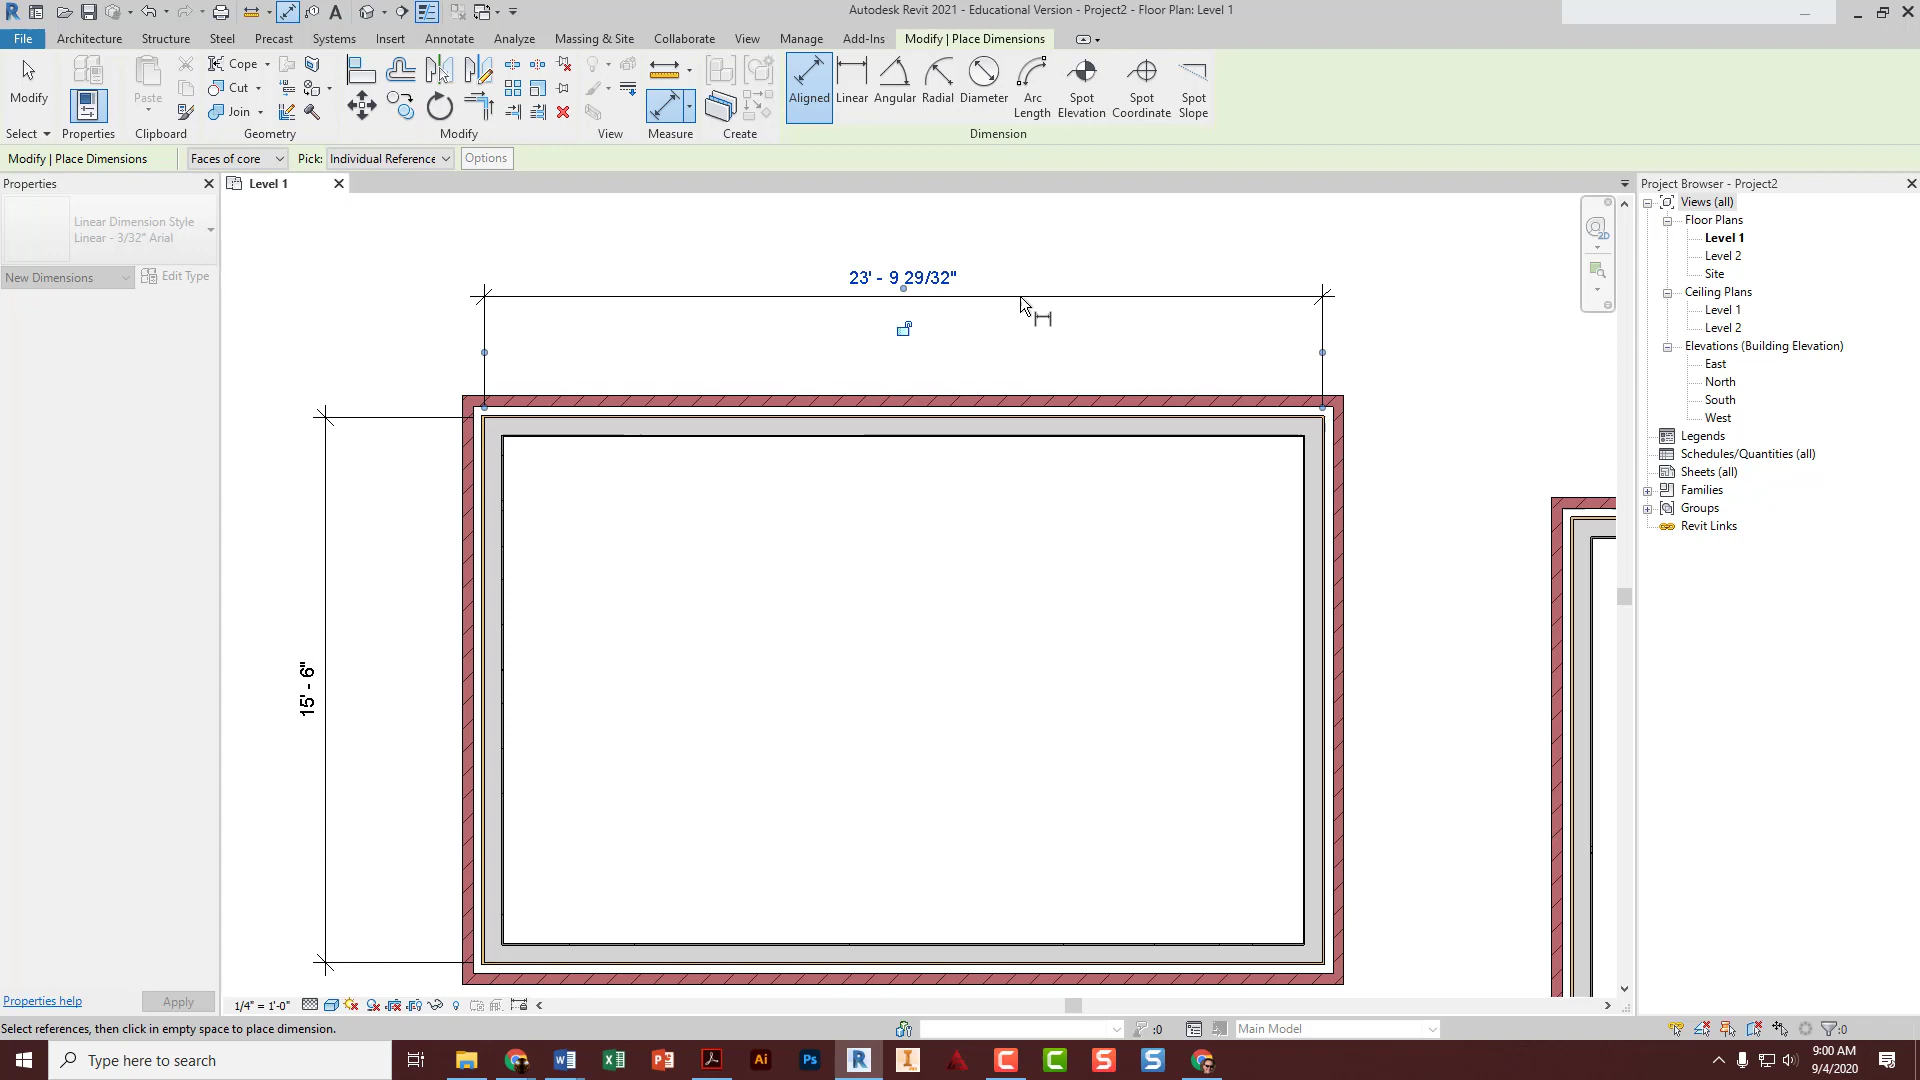 Autodesk Revit 2021 - Educational Version - Project2 - Floor Plan: Level 1
File Architecture Structure Steel Precast Systems Insert Annotate Analyze Massing & Site Collaborate View Manage Add-Ins Modify | Place Dimensions
Modify
Paste
Cope
Cut
Join
Aligned Linear Angular Radial Diameter Arc Length Spot Elevation Spot Coordinate Spot Slope
Select Properties Clipboard Geometry Modify View Measure Create Dimension
Modify | Place Dimensions Faces of core Pick: Individual Reference Options
Properties
Linear Dimension Style
Linear - 3/32" Arial
New Dimensions Edit Type
Properties help Apply
Level 1
2D
23' - 9 29/32"
15' - 6"
1/4" = 1'-0"
Project Browser - Project2
Views (all)
Floor Plans
Level 1
Level 2
Site
Ceiling Plans
Level 1
Level 2
Elevations (Building Elevation)
East
North
South
West
Legends
Schedules/Quantities (all)
Sheets (all)
Families
Groups
Revit Links
Select references, then click in empty space to place dimension.
:0
Main Model
:0
Type here to search
Ai
Ps
9:00 AM
9/4/2020